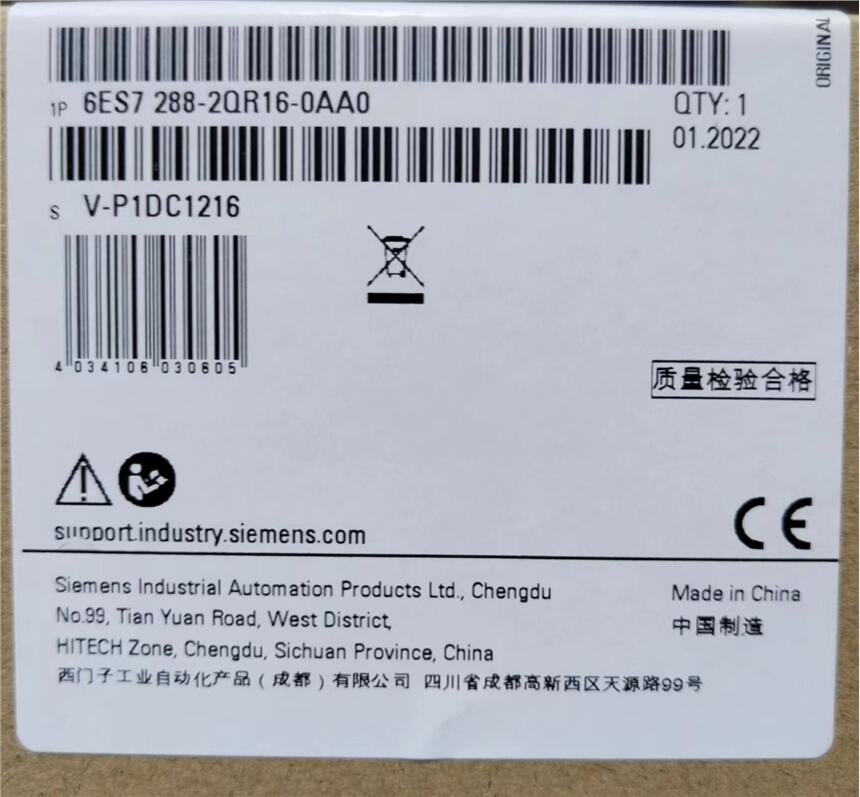 ORIGINAL
1P 6ES7 288-2QR16-0AA0
QTY: 1
01.2022
S V-P1DC1216
4 034106 030605
质量检验合格
support.industry.siemens.com
CE
Siemens Industrial Automation Products Ltd., Chengdu
No.99, Tian Yuan Road, West District,
HITECH Zone, Chengdu, Sichuan Province, China
西门子工业自动化产品(成都)有限公司 四川省成都高新西区天源路99号
Made in China
中国制造